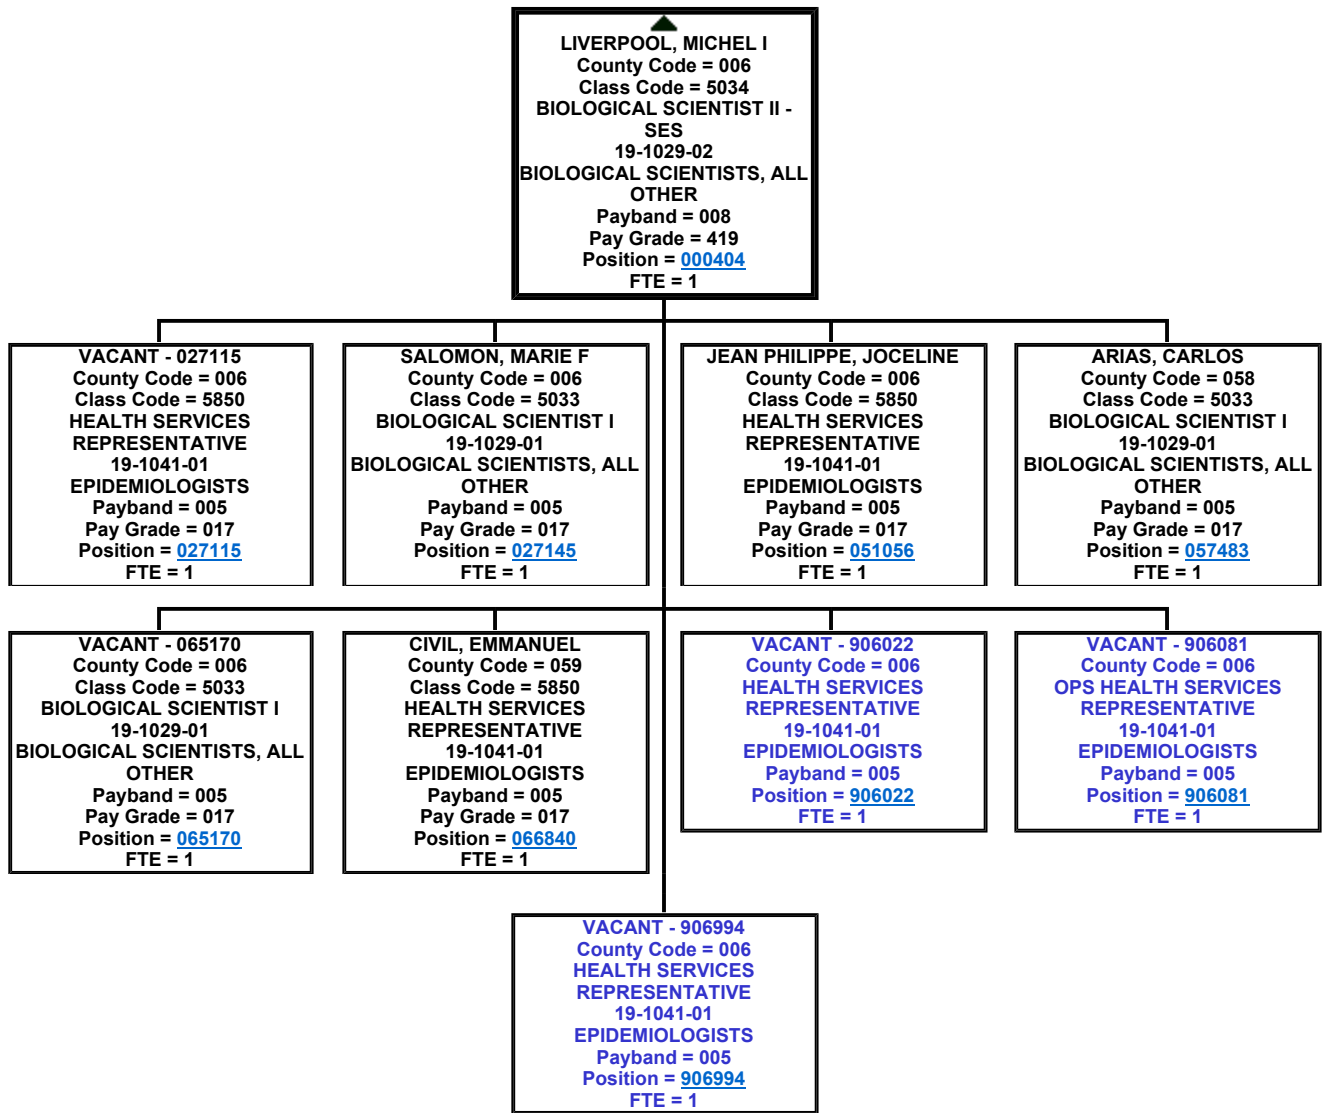 LIVERPOOL, MICHEL I
County Code = 006
Class Code = 5034
BIOLOGICAL SCIENTIST II -
SES
19-1029-02
BIOLOGICAL SCIENTISTS, ALL
OTHER
Payband = 008
Pay Grade = 419
Position = 000404
FTE = 1
VACANT - 027115
County Code = 006
Class Code = 5850
HEALTH SERVICES
REPRESENTATIVE
19-1041-01
EPIDEMIOLOGISTS
Payband = 005
Pay Grade = 017
Position = 027115
FTE = 1
SALOMON, MARIE F
County Code = 006
Class Code = 5033
BIOLOGICAL SCIENTIST I
19-1029-01
BIOLOGICAL SCIENTISTS, ALL
OTHER
Payband = 005
Pay Grade = 017
Position = 027145
FTE = 1
JEAN PHILIPPE, JOCELINE
County Code = 006
Class Code = 5850
HEALTH SERVICES
REPRESENTATIVE
19-1041-01
EPIDEMIOLOGISTS
Payband = 005
Pay Grade = 017
Position = 051056
FTE = 1
ARIAS, CARLOS
County Code = 058
Class Code = 5033
BIOLOGICAL SCIENTIST I
19-1029-01
BIOLOGICAL SCIENTISTS, ALL
OTHER
Payband = 005
Pay Grade = 017
Position = 057483
FTE = 1
VACANT - 065170
County Code = 006
Class Code = 5033
BIOLOGICAL SCIENTIST I
19-1029-01
BIOLOGICAL SCIENTISTS, ALL
OTHER
Payband = 005
Pay Grade = 017
Position = 065170
FTE = 1
CIVIL, EMMANUEL
County Code = 059
Class Code = 5850
HEALTH SERVICES
REPRESENTATIVE
19-1041-01
EPIDEMIOLOGISTS
Payband = 005
Pay Grade = 017
Position = 066840
FTE = 1
VACANT - 906022
County Code = 006
HEALTH SERVICES
REPRESENTATIVE
19-1041-01
EPIDEMIOLOGISTS
Payband = 005
Position = 906022
FTE = 1
VACANT - 906081
County Code = 006
OPS HEALTH SERVICES
REPRESENTATIVE
19-1041-01
EPIDEMIOLOGISTS
Payband = 005
Position = 906081
FTE = 1
VACANT - 906994
County Code = 006
HEALTH SERVICES
REPRESENTATIVE
19-1041-01
EPIDEMIOLOGISTS
Payband = 005
Position = 906994
FTE = 1